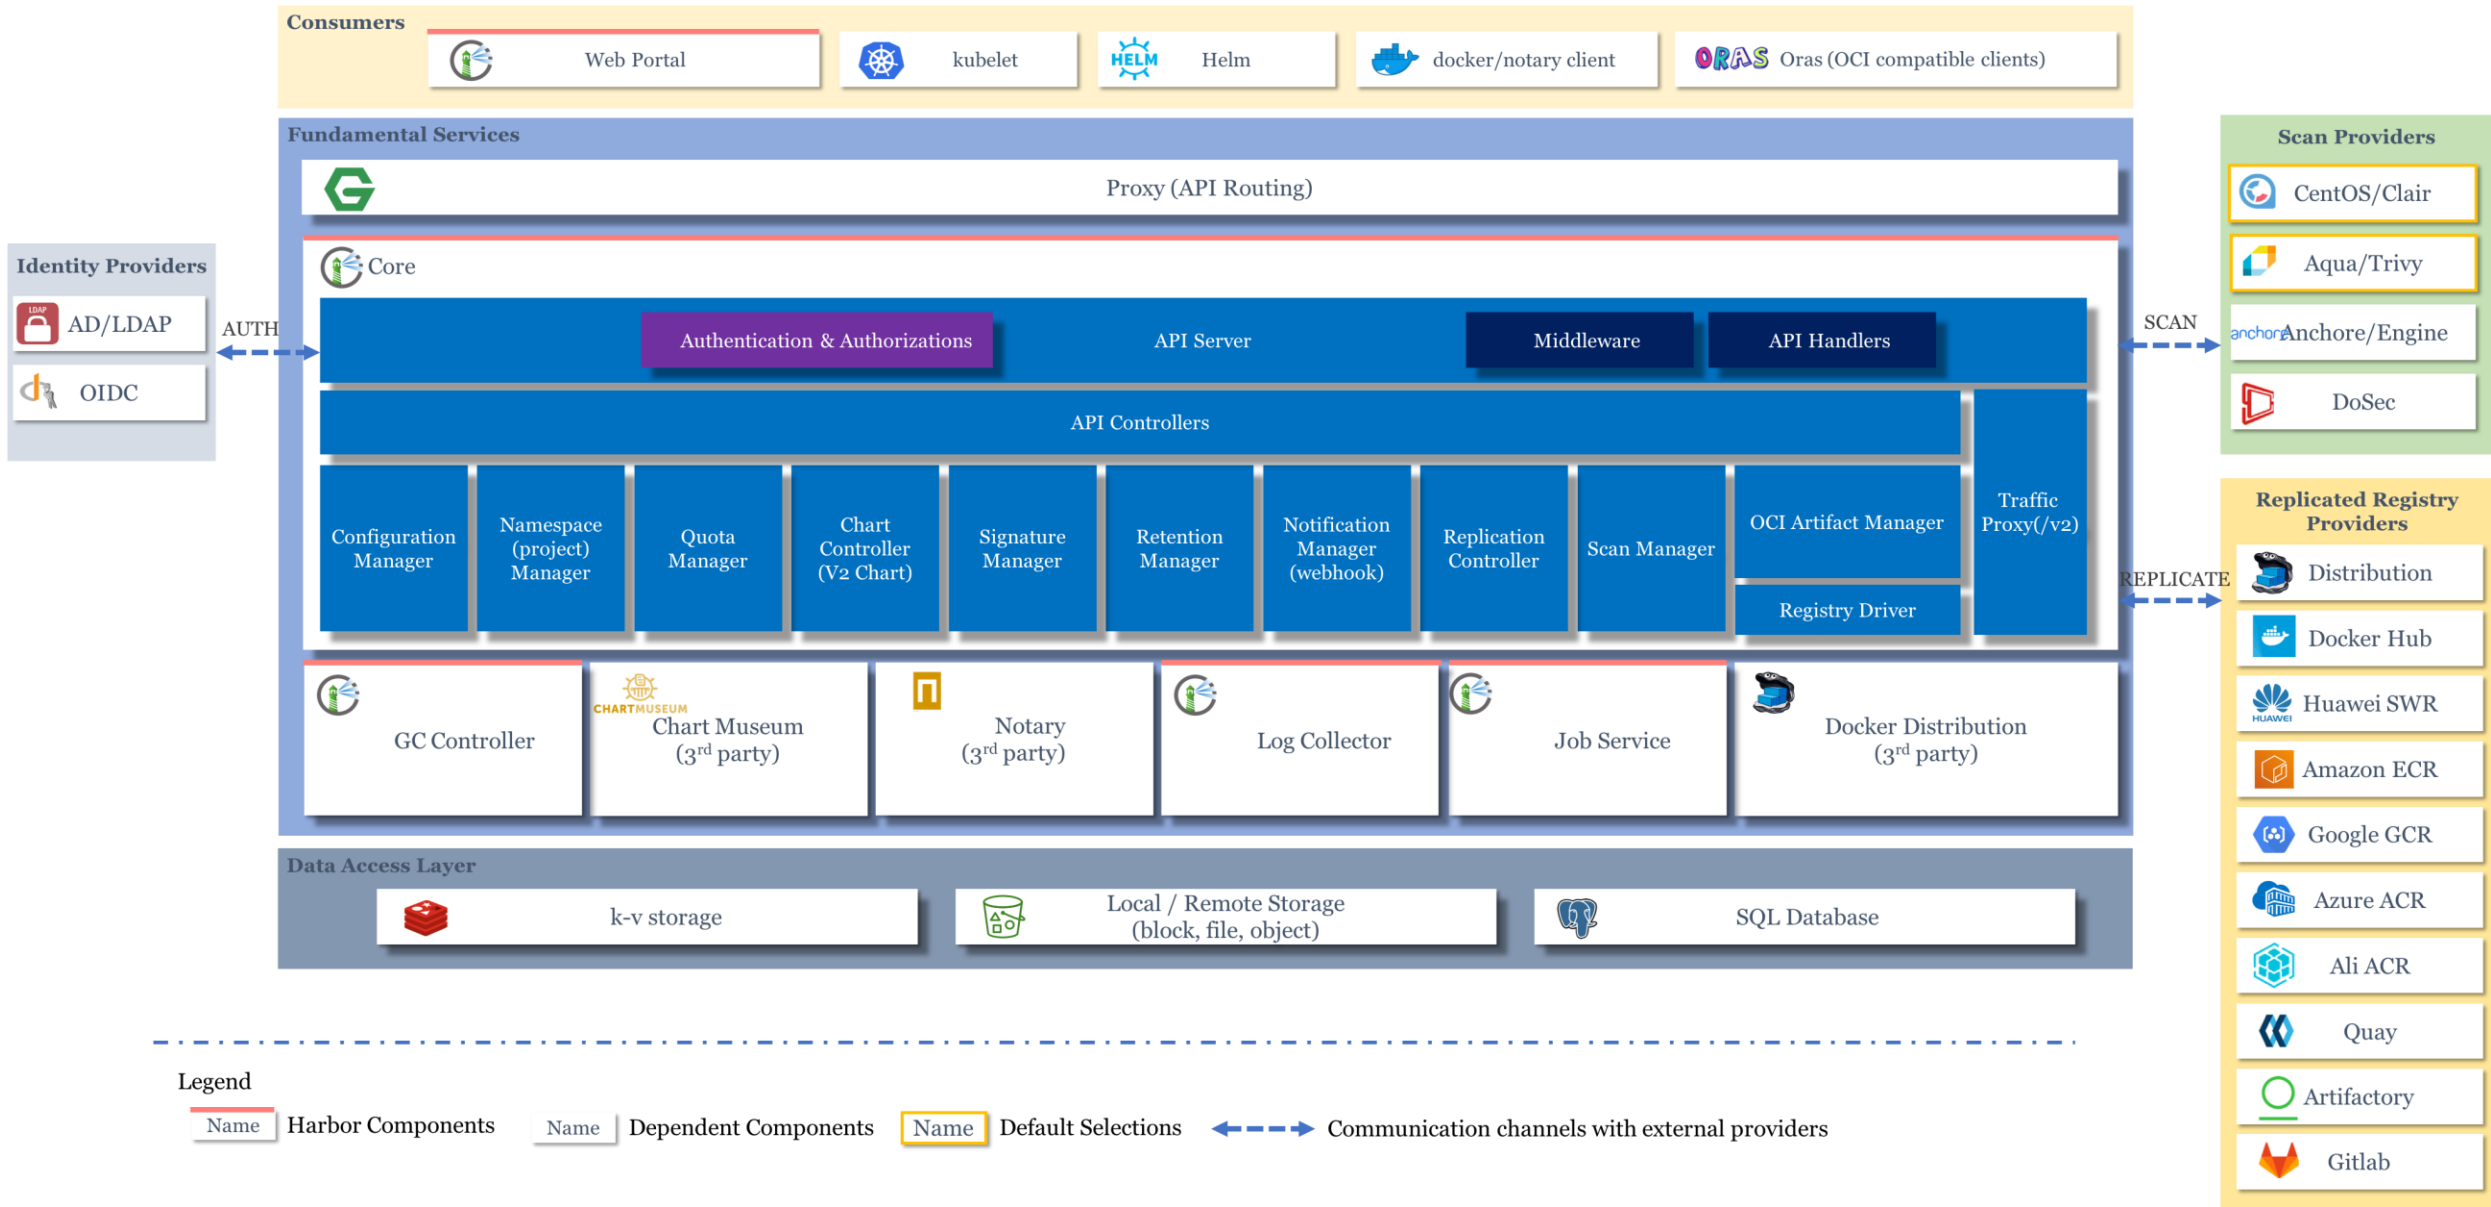 Consumers
Web Portal
kubelet
HELM
Helm
docker/notary client
ORAS
Oras (OCI compatible clients)
Fundamental Services
Proxy (API Routing)
Core
API Server
Authentication & Authorizations
Middleware
API Handlers
API Controllers
Configuration
Manager
Namespace
(project)
Manager
Quota
Manager
Chart
Controller
(V2 Chart)
Signature
Manager
Retention
Manager
Notification
Manager
(webhook)
Replication
Controller
Scan Manager
OCI Artifact Manager
Registry Driver
Traffic
Proxy(/v2)
GC Controller
CHARTMUSEUM
Chart Museum
(3rd party)
Notary
(3rd party)
Log Collector
Job Service
Docker Distribution
(3rd party)
Data Access Layer
k-v storage
Local / Remote Storage
(block, file, object)
SQL Database
Identity Providers
LDAP
AD/LDAP
OIDC
AUTH
SCAN
REPLICATE
Scan Providers
CentOS/Clair
Aqua/Trivy
anchore
Anchore/Engine
DoSec
Replicated Registry
Providers
Distribution
Docker Hub
HUAWEI
Huawei SWR
Amazon ECR
Google GCR
Azure ACR
Ali ACR
Quay
Artifactory
Gitlab
Legend
Name
Harbor Components
Name
Dependent Components
Name
Default Selections
Communication channels with external providers